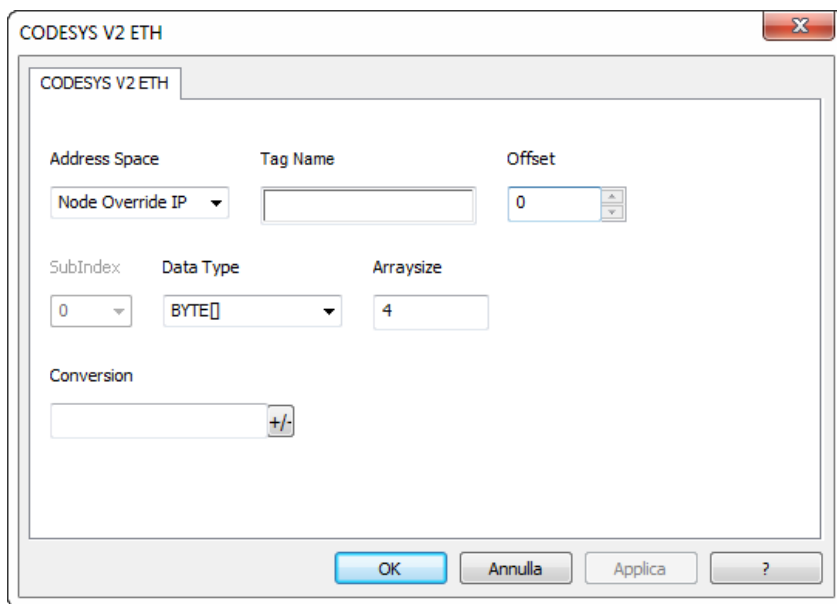 CODESYS V2 ETH
CODESYS V2 ETH
Address Space Tag Name Offset
Node Override IP 0
SubIndex Data Type Arraysize
0 BYTE[] 4
Conversion
+/-
OK Annulla Applica ?